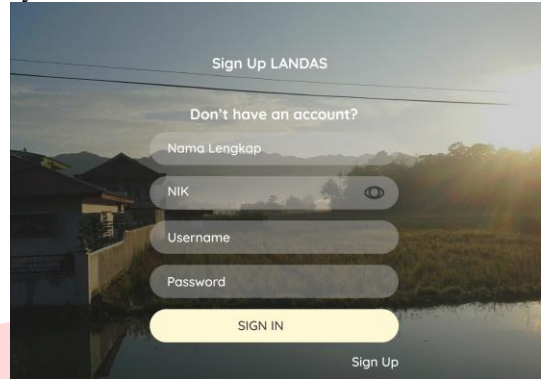 Sign Up LANDAS
Don't have an account?
Nama Lengkap
NIK
Username
Password
SIGN IN
Sign Up